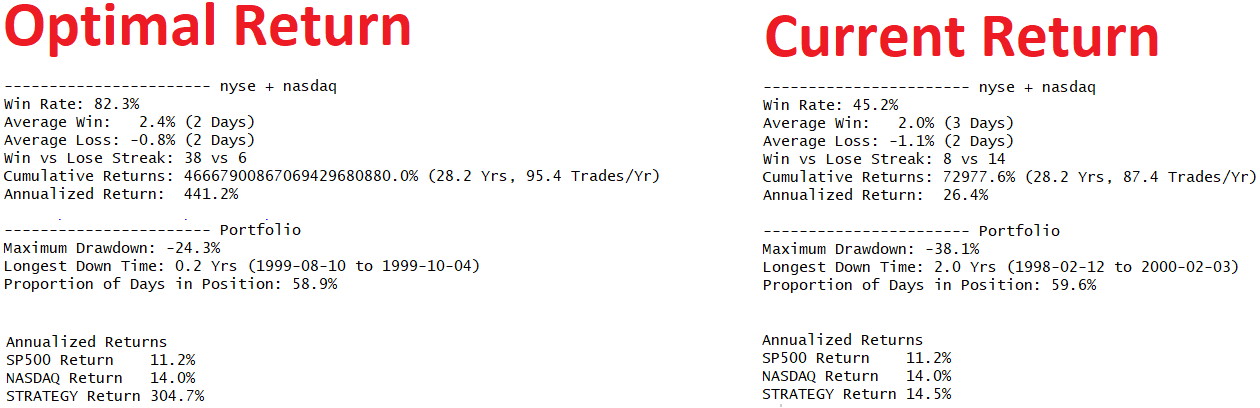 Optimal Return
----------------------- nyse + nasdaq
Win Rate: 82.3%
Average Win:   2.4% (2 Days)
Average Loss: -0.8% (2 Days)
Win vs Lose Streak: 38 vs 6
Cumulative Returns: 46667900867069429680880.0% (28.2 Yrs, 95.4 Trades/Yr)
Annualized Return:  441.2%
----------------------- Portfolio
Maximum Drawdown: -24.3%
Longest Down Time: 0.2 Yrs (1999-08-10 to 1999-10-04)
Proportion of Days in Position: 58.9%
Annualized Returns
SP500 Return    11.2%
NASDAQ Return   14.0%
STRATEGY Return 304.7%
Current Return
----------------------- nyse + nasdaq
Win Rate: 45.2%
Average Win:   2.0% (3 Days)
Average Loss: -1.1% (2 Days)
Win vs Lose Streak: 8 vs 14
Cumulative Returns: 72977.6% (28.2 Yrs, 87.4 Trades/Yr)
Annualized Return:  26.4%
----------------------- Portfolio
Maximum Drawdown: -38.1%
Longest Down Time: 2.0 Yrs (1998-02-12 to 2000-02-03)
Proportion of Days in Position: 59.6%
Annualized Returns
SP500 Return    11.2%
NASDAQ Return   14.0%
STRATEGY Return 14.5%